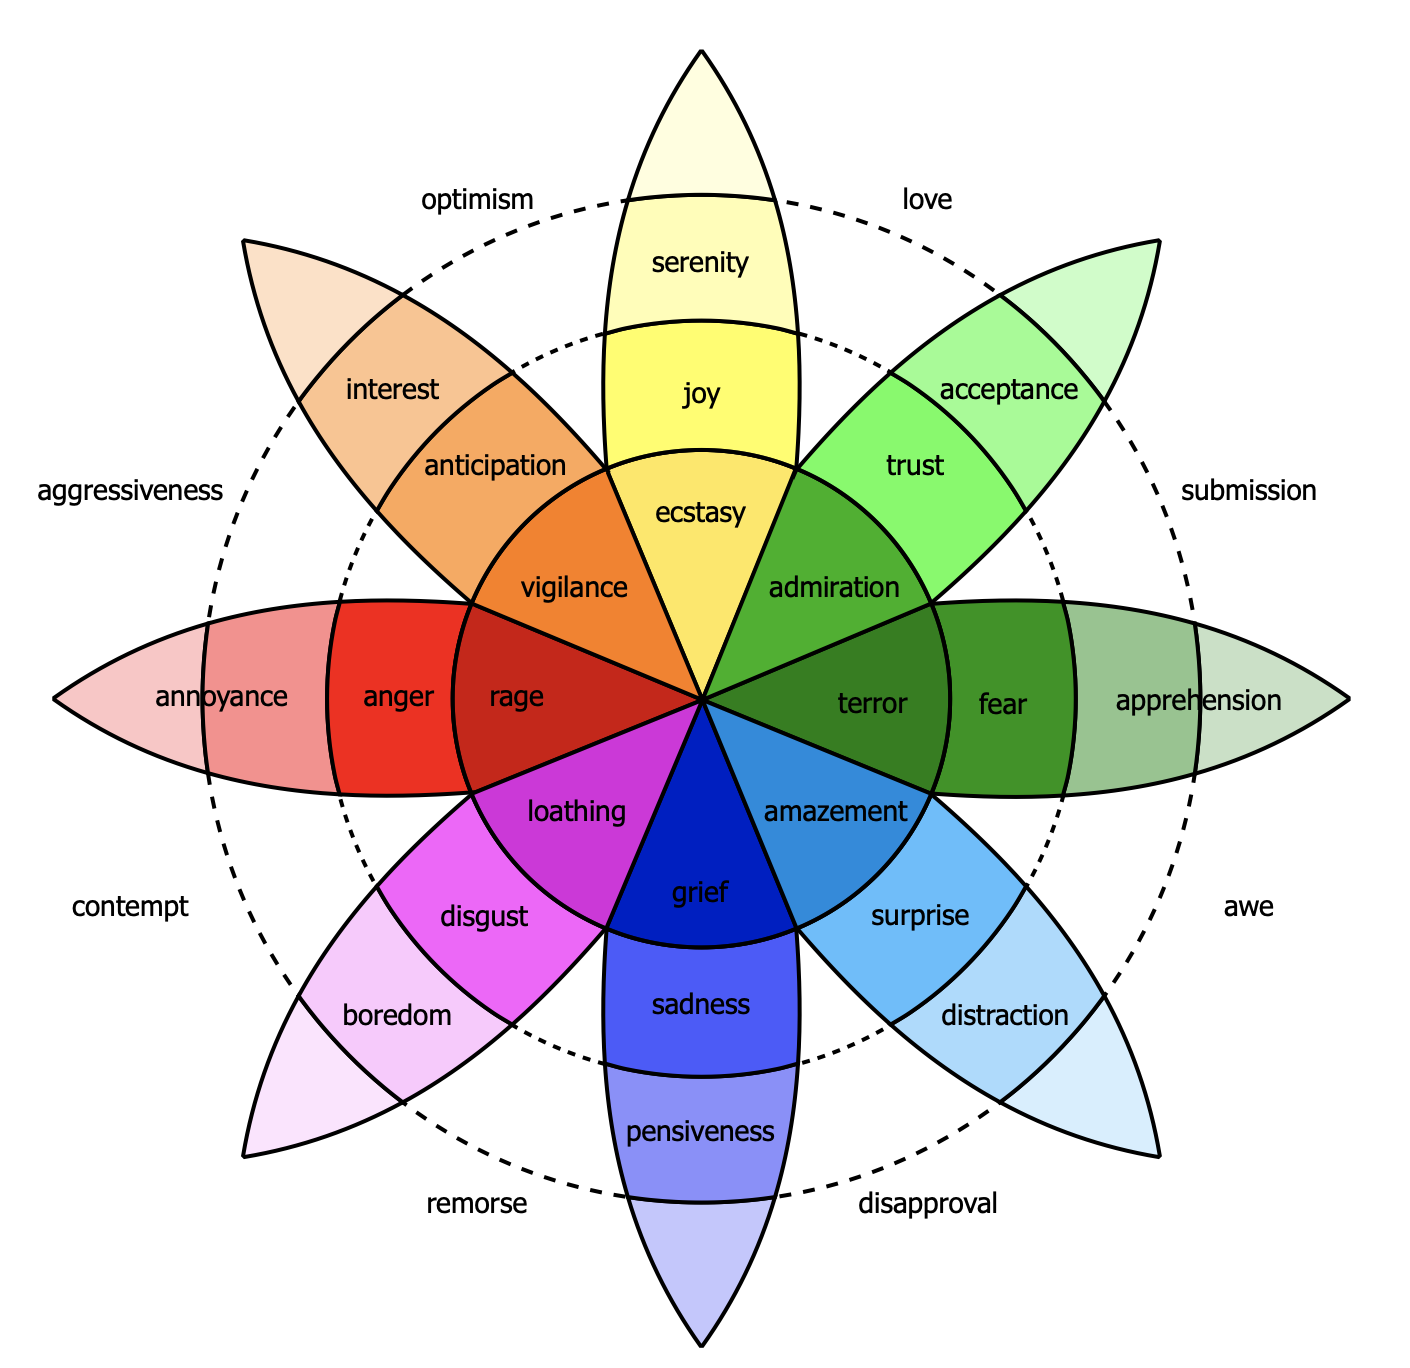 optimism
love
serenity
interest
joy
acceptance
anticipation
trust
aggressiveness
submission
ecstasy
vigilance
admiration
annoyance
anger
rage
terror
fear
apprehension
loathing
amazement
grief
contempt
awe
disgust
surprise
sadness
boredom
distraction
pensiveness
remorse
disapproval